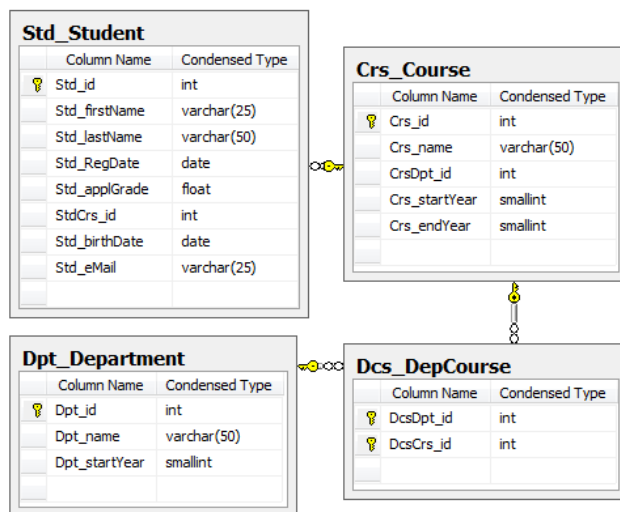 Std_Student
Column Name Condensed Type
Std_id int
Std_firstName varchar(25)
Std_lastName varchar(50)
Std_RegDate date
Std_applGrade float
StdCrs_id int
Std_birthDate date
Std_eMail varchar(25)
Crs_Course
Column Name Condensed Type
Crs_id int
Crs_name varchar(50)
CrsDpt_id int
Crs_startYear smallint
Crs_endYear smallint
Dpt_Department
Column Name Condensed Type
Dpt_id int
Dpt_name varchar(50)
Dpt_startYear smallint
Dcs_DepCourse
Column Name Condensed Type
DcsDpt_id int
DcsCrs_id int